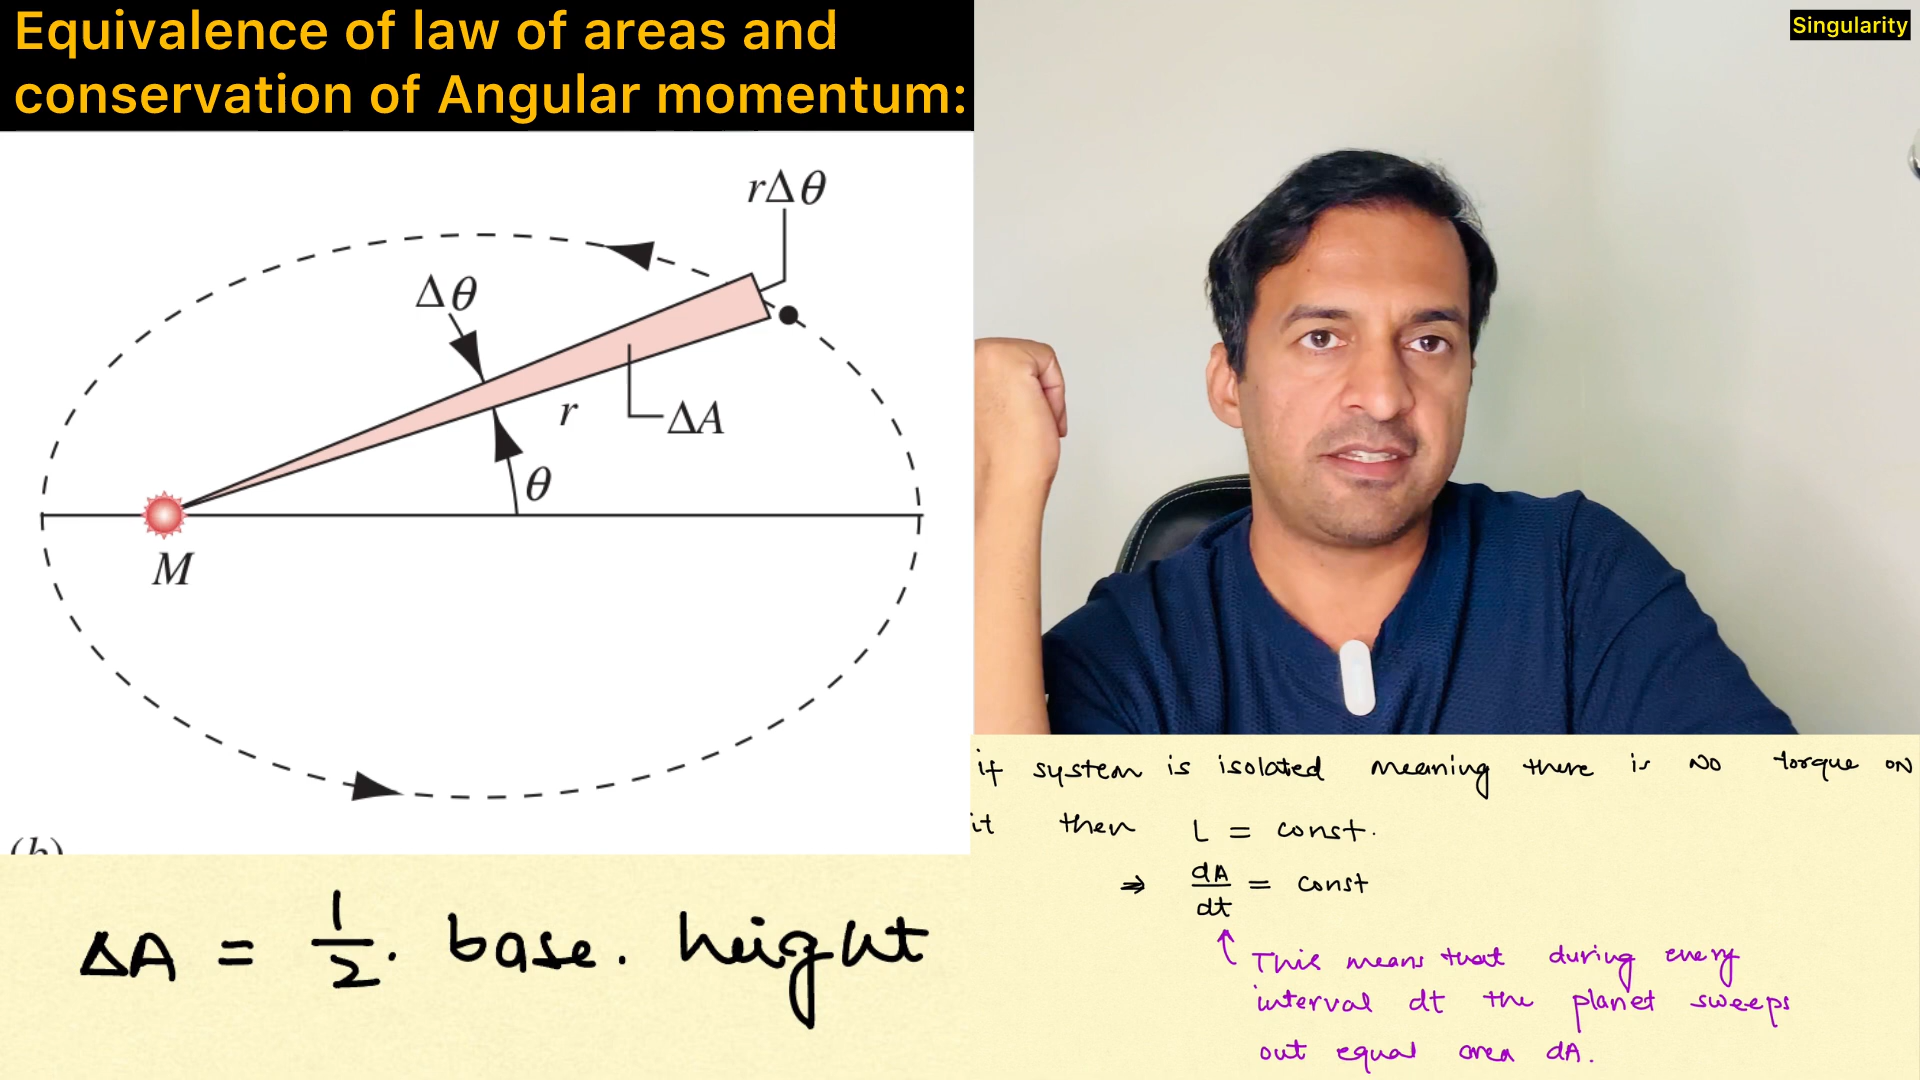 Equivalence of law of areas and
conservation of Angular momentum:
Singularity
rΔθ
Δθ
r
ΔA
θ
M
(b)
ΔA = 1/2 . base . height
if system is isolated meaning there is no torque on
it then L = const.
⇒ dA/dt = const
↑ This means that during every
interval dt the planet sweeps
out equal area dA.